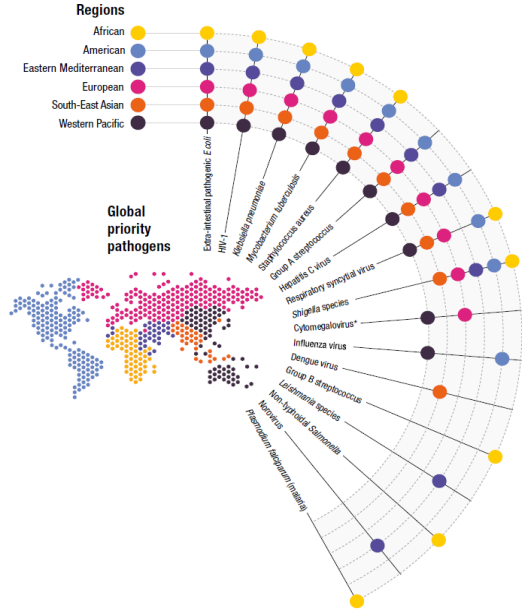 Regions
African
American
Eastern Mediterranean
European
South-East Asian
Western Pacific
Global
priority
pathogens
Extra-intestinal pathogenic E coli
HIV-1
Klebsiella pneumoniae
Mycobacterium tuberculosis
Staphylococcus aureus
Group A streptococcus
Hepatitis C virus
Respiratory syncytial virus
Shigella species
Cytomegalovirus*
Influenza virus
Dengue virus
Group B streptococcus
Leishmania species
Non-typhoidal Salmonella
Norovirus
Plasmodium falciparum (malaria)